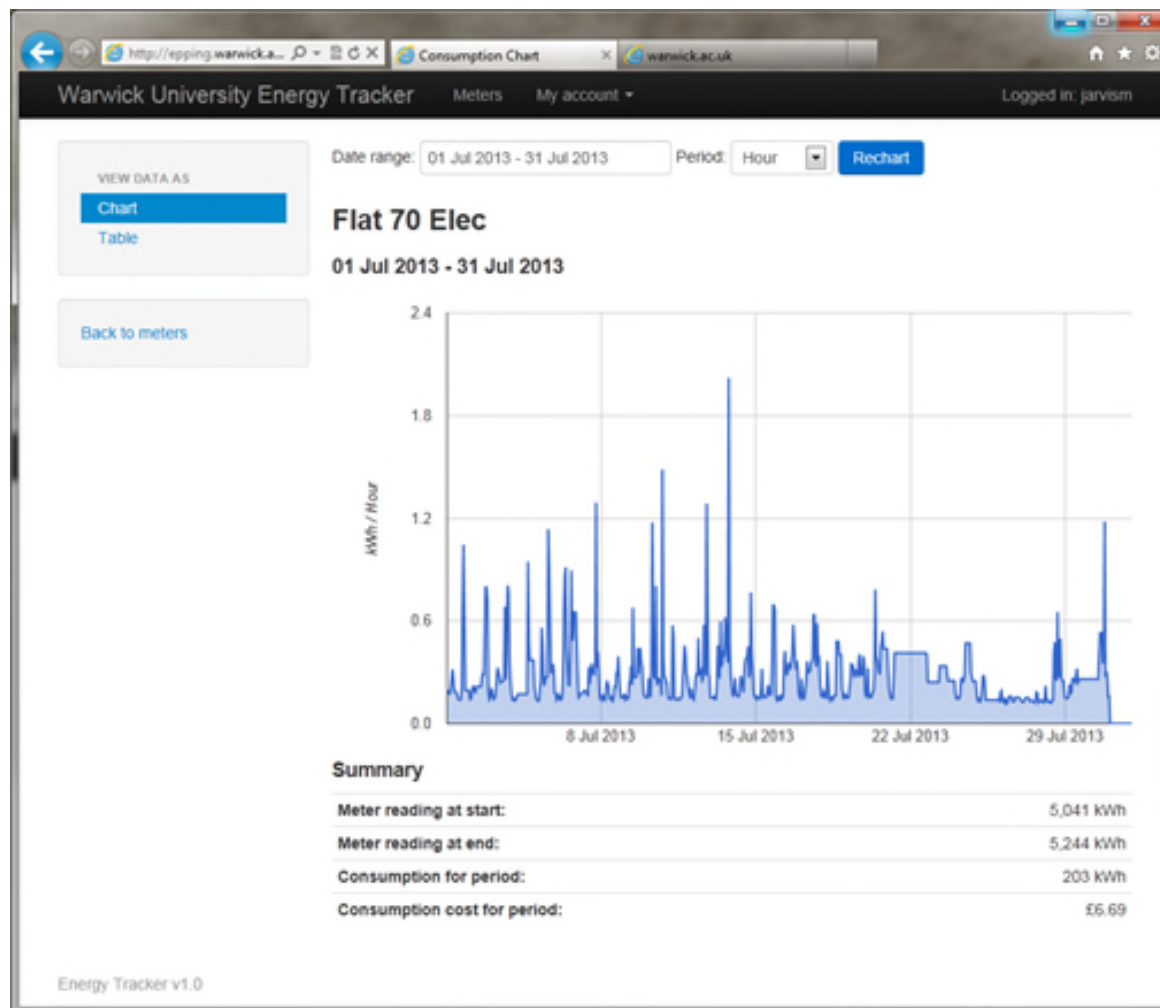 http://epping.warwick.a...
Consumption Chart
warwick.ac.uk
Warwick University Energy Tracker
Meters
My account
Logged in: jarvism
VIEW DATA AS
Chart
Table
Back to meters
Date range: 01 Jul 2013 - 31 Jul 2013 Period: Hour Rechart
Flat 70 Elec
01 Jul 2013 - 31 Jul 2013
2.4
1.8
1.2
0.6
0.0
kWh / Hour
8 Jul 2013 15 Jul 2013 22 Jul 2013 29 Jul 2013
Summary
Meter reading at start: 5,041 kWh
Meter reading at end: 5,244 kWh
Consumption for period: 203 kWh
Consumption cost for period: £6.69
Energy Tracker v1.0